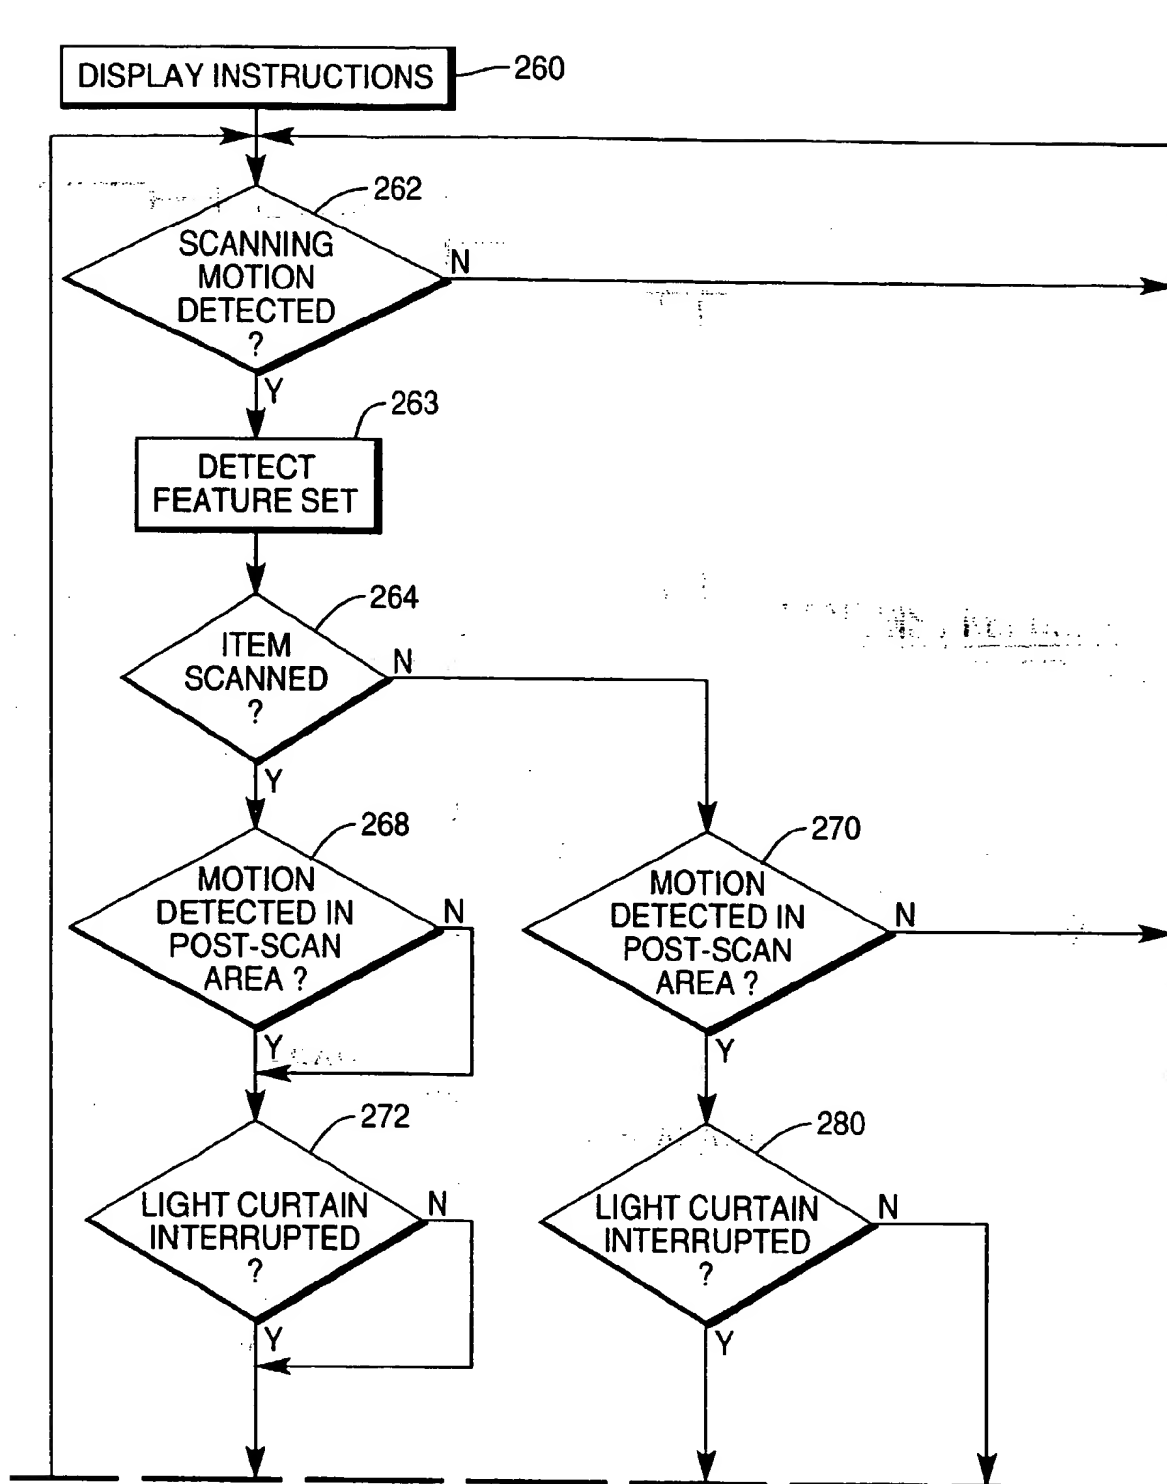 DISPLAY INSTRUCTIONS
260
262
SCANNING
MOTION
DETECTED
?
N
Y
263
DETECT
FEATURE SET
264
ITEM
SCANNED
?
N
Y
268
MOTION
DETECTED IN
POST-SCAN
AREA ?
N
Y
270
MOTION
DETECTED IN
POST-SCAN
AREA ?
N
Y
272
LIGHT CURTAIN
INTERRUPTED
?
N
Y
280
LIGHT CURTAIN
INTERRUPTED
?
N
Y